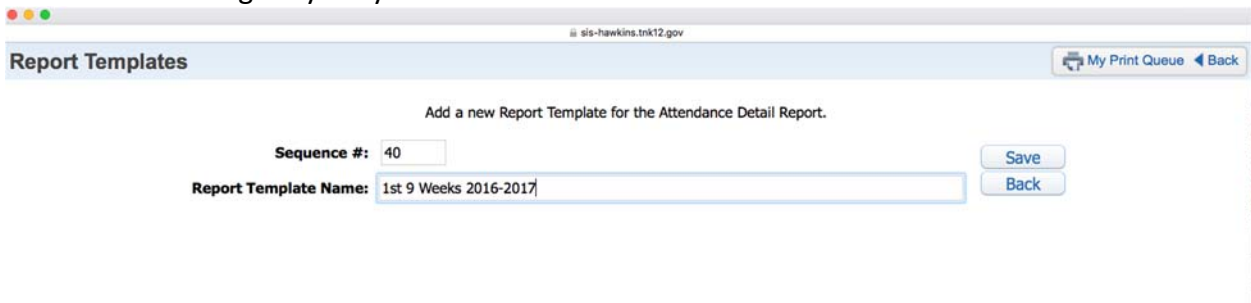 sis-hawkins.tnk12.gov
Report Templates
My Print Queue Back
Add a new Report Template for the Attendance Detail Report.
Sequence #: 40
Save
Report Template Name: 1st 9 Weeks 2016-2017
Back